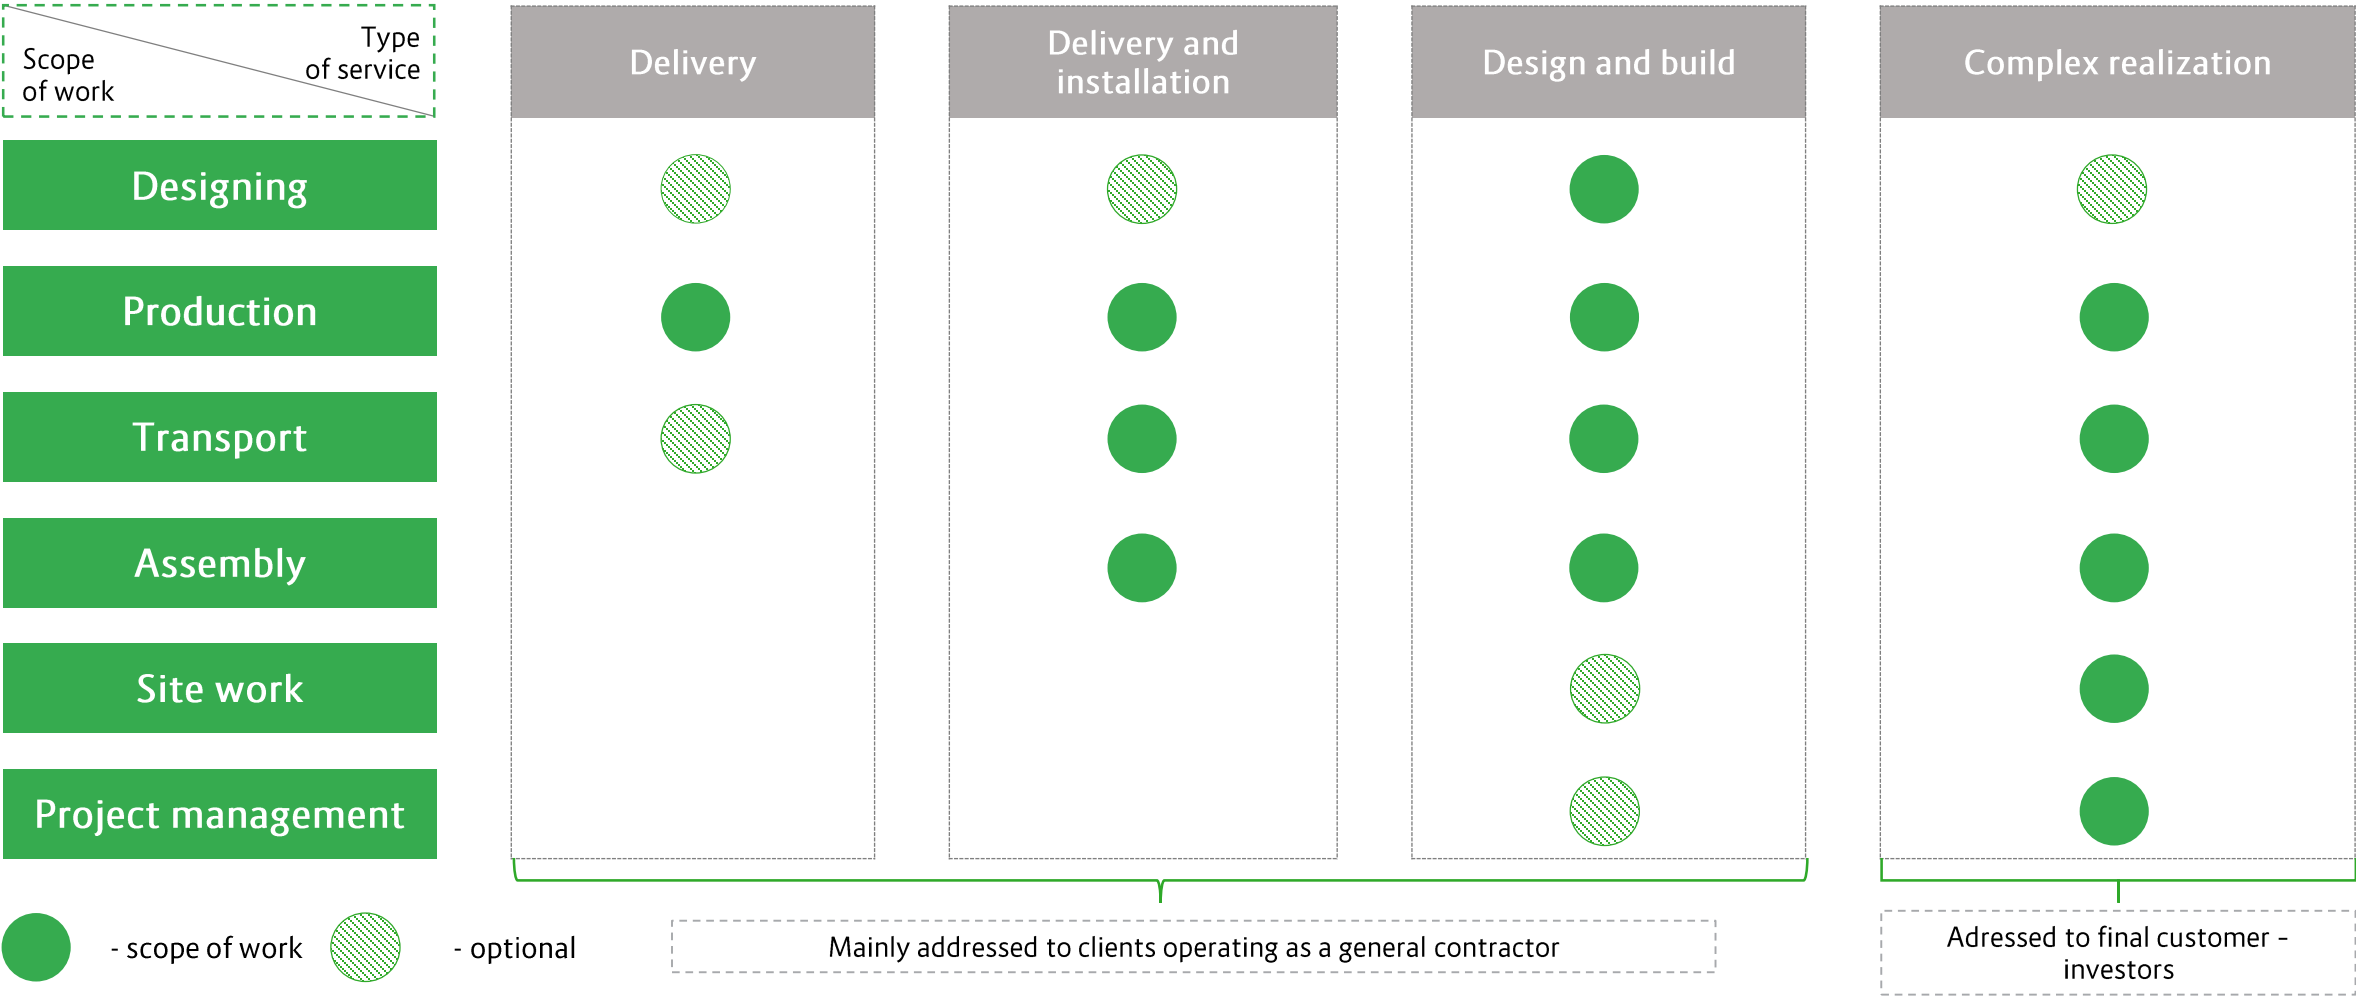 Type
of service
Scope
of work
Delivery
Delivery and
installation
Design and build
Complex realization
Designing
Production
Transport
Assembly
Site work
Project management
- scope of work
- optional
Mainly addressed to clients operating as a general contractor
Adressed to final customer –
investors